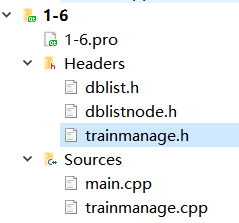 1-6
1-6.pro
Headers
dblist.h
dblistnode.h
trainmanage.h
Sources
main.cpp
trainmanage.cpp